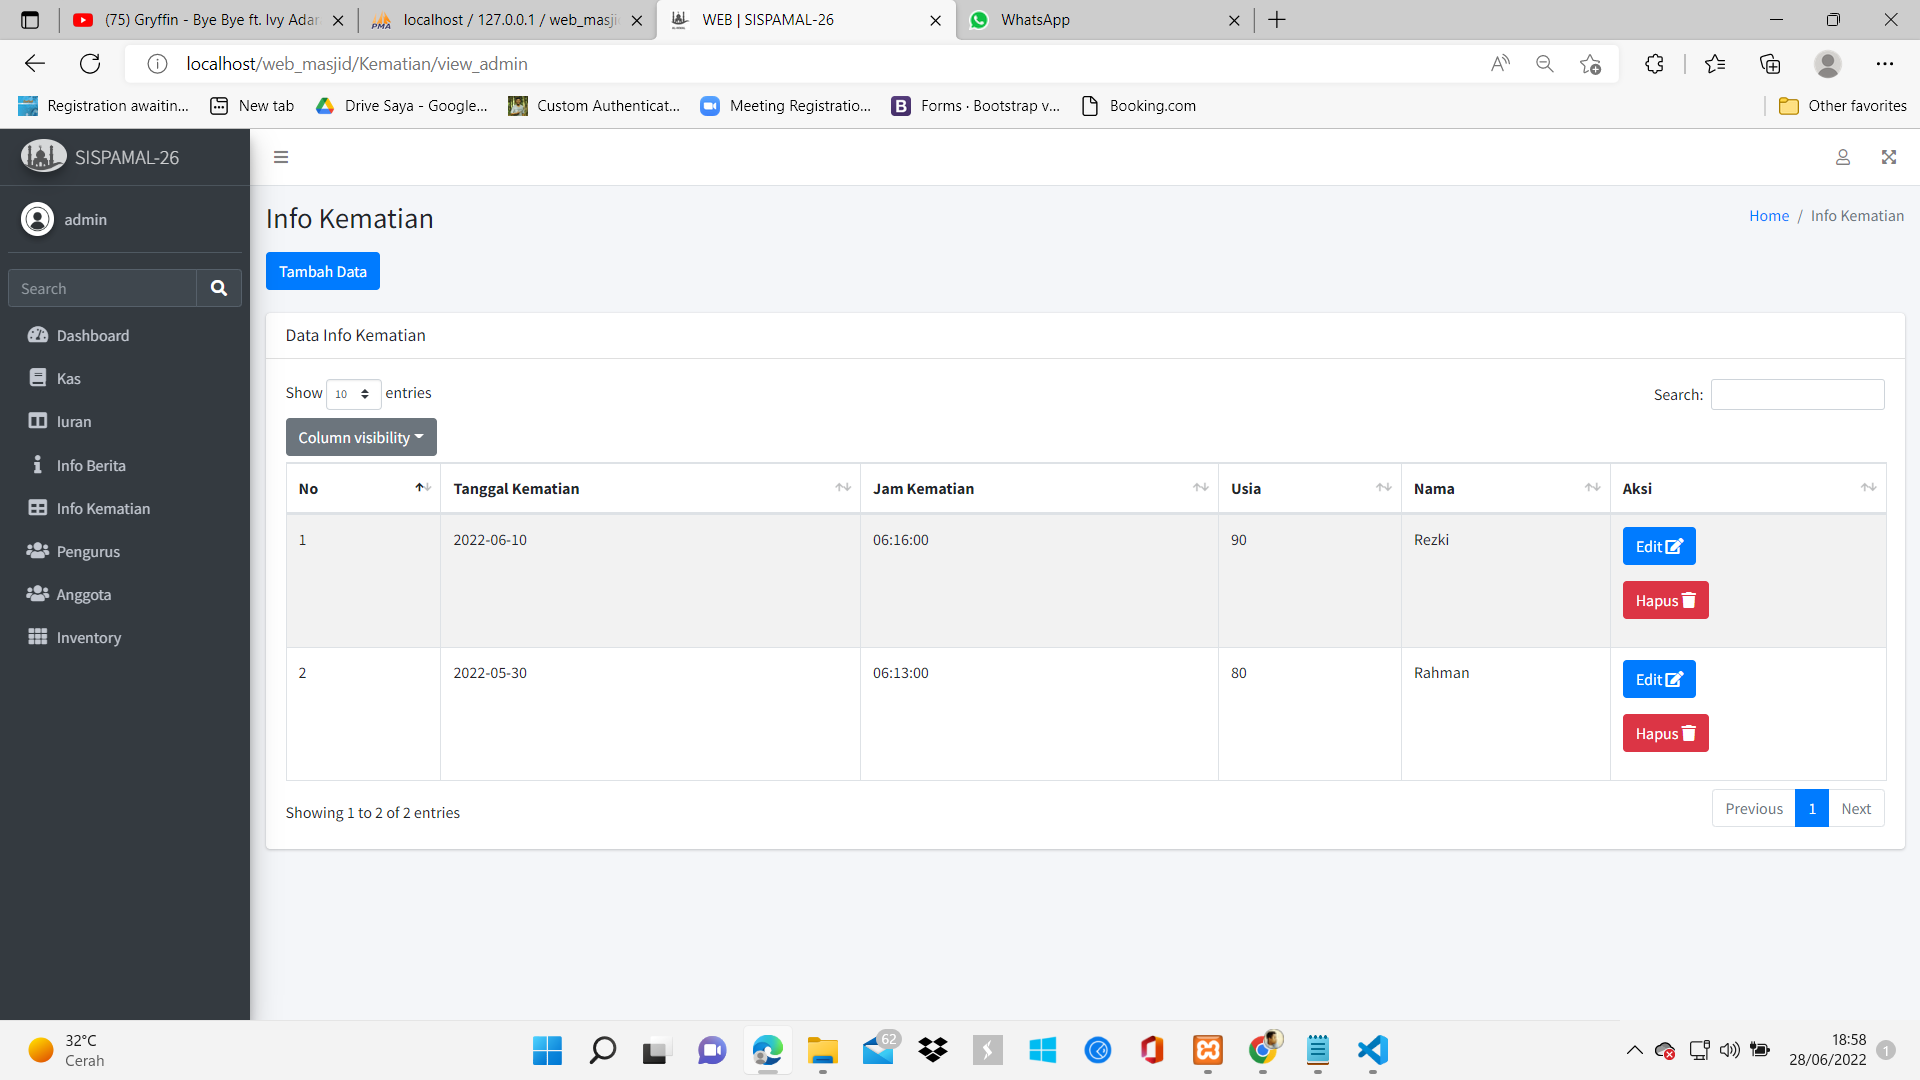 (75) Gryffin - Bye Bye ft. Ivy Adar
localhost / 127.0.0.1 / web_masji
WEB | SISPAMAL-26
WhatsApp
localhost/web_masjid/Kematian/view_admin
Registration awaitin...
New tab
Drive Saya - Google...
Custom Authenticat...
Meeting Registratio...
Forms · Bootstrap v...
Booking.com
Other favorites
SISPAMAL-26
admin
Search
Dashboard
Kas
Iuran
Info Berita
Info Kematian
Pengurus
Anggota
Inventory
Info Kematian
Home / Info Kematian
Tambah Data
Data Info Kematian
Show 10 entries
Search:
Column visibility
No Tanggal Kematian Jam Kematian Usia Nama Aksi
1 2022-06-10 06:16:00 90 Rezki Edit
Hapus
2 2022-05-30 06:13:00 80 Rahman Edit
Hapus
Showing 1 to 2 of 2 entries
Previous 1 Next
32°C
Cerah
62
18:58
28/06/2022
1